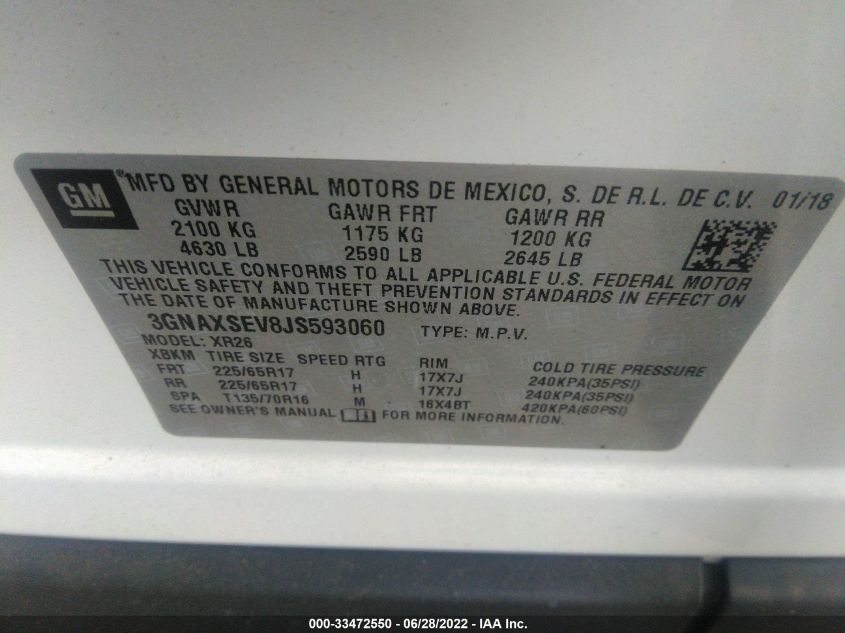 GM ® MFD BY GENERAL MOTORS DE MEXICO, S. DE R.L. DE C.V. 01/18
GVWR GAWR FRT GAWR RR
2100 KG 1175 KG 1200 KG
4630 LB 2590 LB 2645 LB
THIS VEHICLE CONFORMS TO ALL APPLICABLE U.S. FEDERAL MOTOR
VEHICLE SAFETY AND THEFT PREVENTION STANDARDS IN EFFECT ON
THE DATE OF MANUFACTURE SHOWN ABOVE.
3GNAXSEV8JS593060 TYPE: M.P.V.
MODEL: XR26
XBKM TIRE SIZE SPEED RTG RIM COLD TIRE PRESSURE
FRT 225/65R17 H 17X7J 240KPA(35PSI)
RR 225/65R17 H 17X7J 240KPA(35PSI)
SPA T135/70R16 M 16X4BT 420KPA(60PSI)
SEE OWNER'S MANUAL FOR MORE INFORMATION.
000-33472550 - 06/28/2022 - IAA Inc.